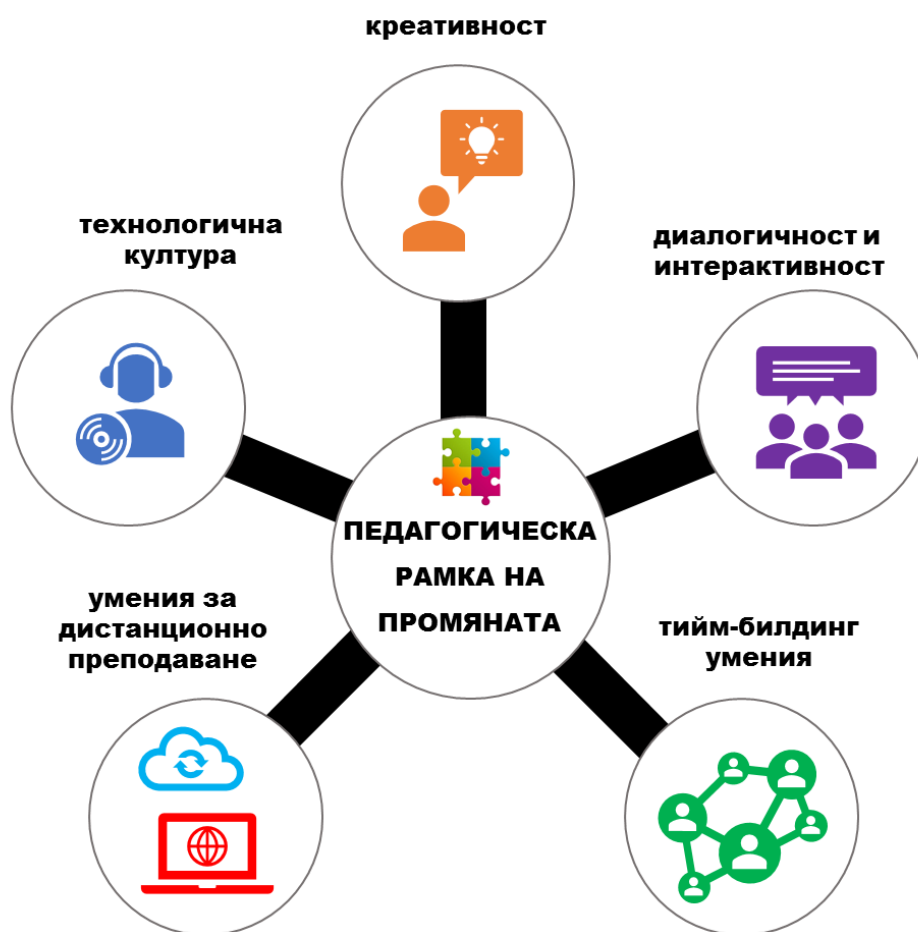 креативност
технологична
култура
диалогичност и
интерактивност
ПЕДАГОГИЧЕСКА
РАМКА НА
ПРОМЯНАТА
умения за
дистанционно
преподаване
тийм-билдинг
умения